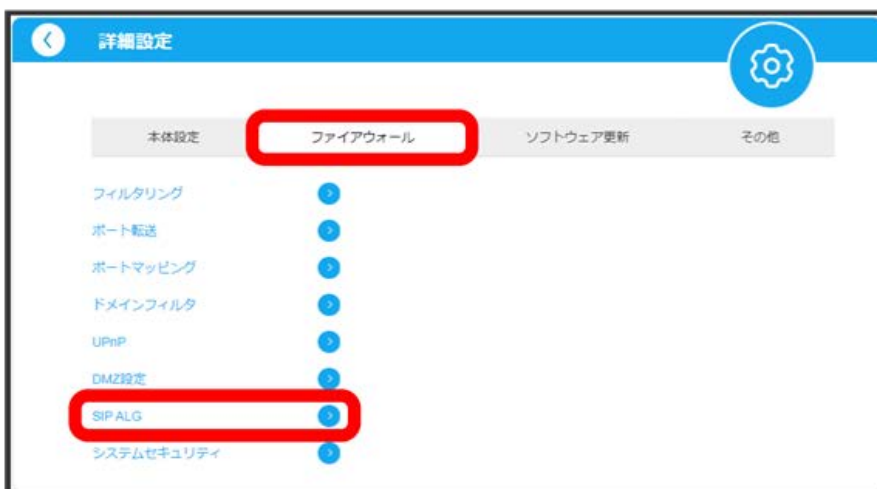 詳細設定
本体設定 ファイアウォール ソフトウェア更新 その他
フィルタリング
ポート転送
ポートマッピング
ドメインフィルタ
UPnP
DMZ設定
SIP ALG
システムセキュリティ